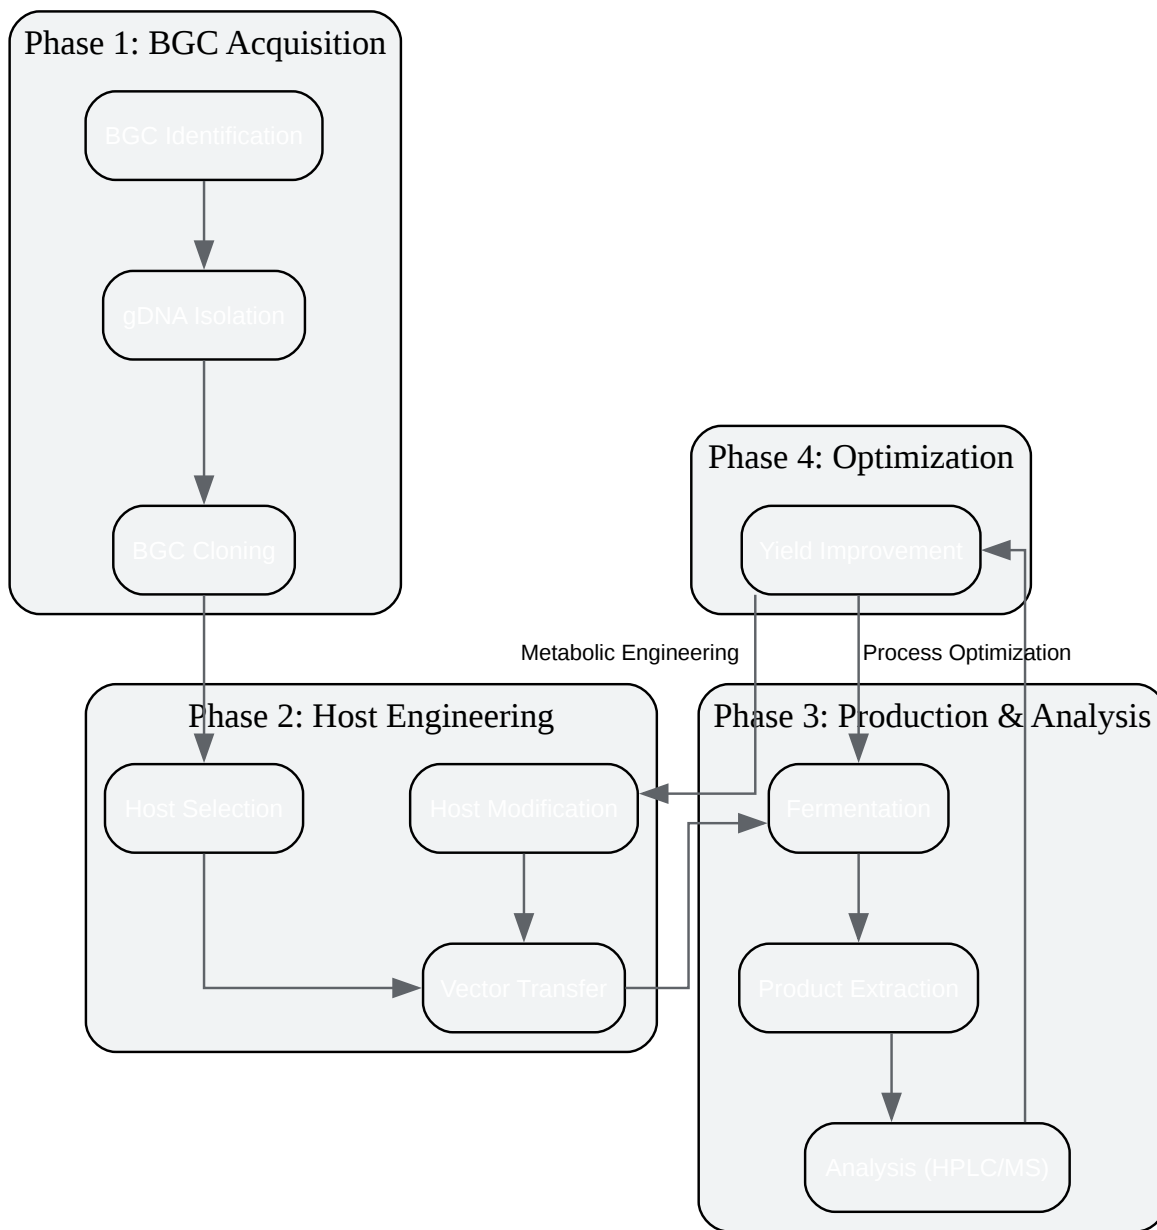 Phase 1: BGC Acquisition
BGC Identification
gDNA Isolation
BGC Cloning
Phase 4: Optimization
Yield Improvement
Metabolic Engineering
Process Optimization
Phase 2: Host Engineering
Host Selection
Host Modification
Vector Transfer
Phase 3: Production & Analysis
Fermentation
Product Extraction
Analysis (HPLC/MS)